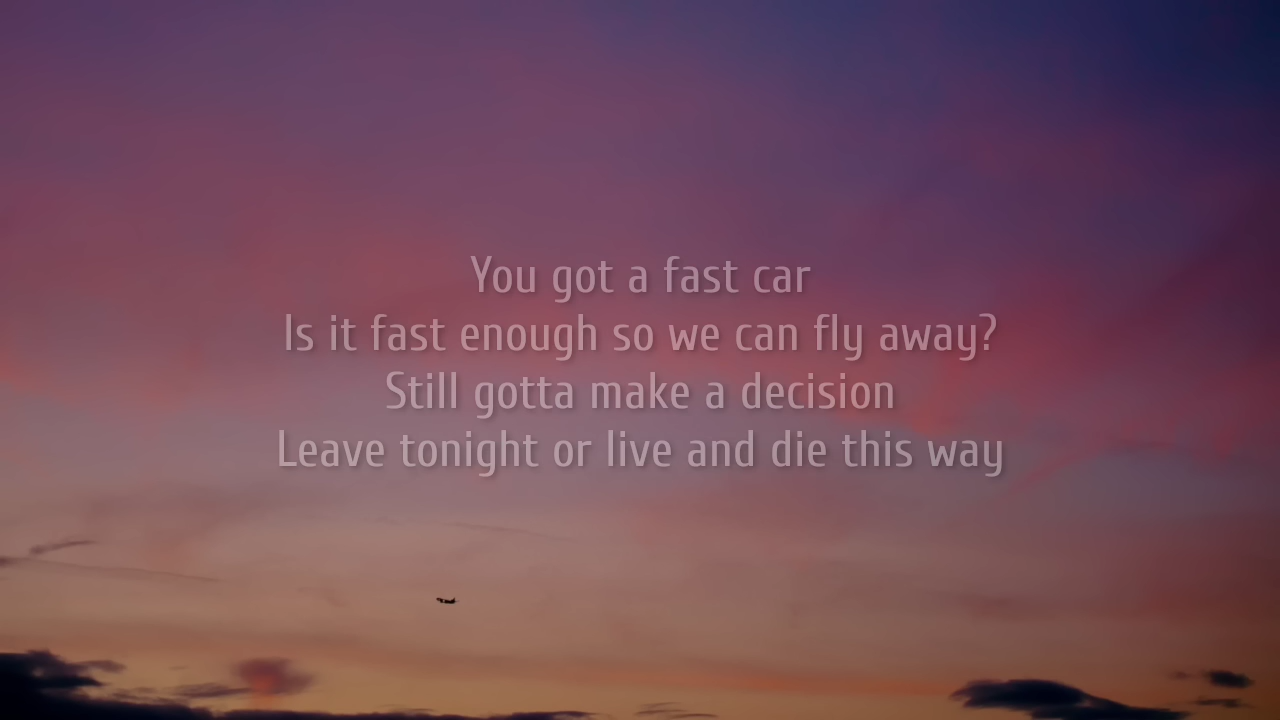 You got a fast car
Is it fast enough so we can fly away?
Still gotta make a decision
Leave tonight or live and die this way